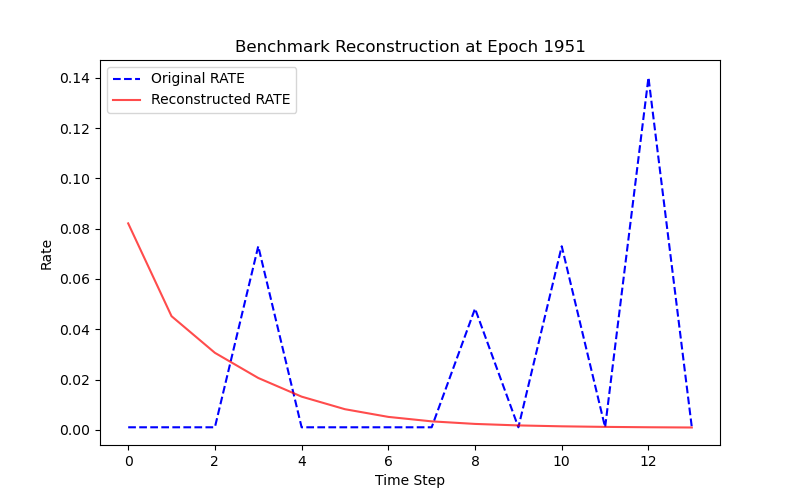 Benchmark Reconstruction at Epoch 1951
Original RATE
Reconstructed RATE
0.14
0.12
0.10
0.08
0.06
0.04
0.02
0.00
Rate
0 2 4 6 8 10 12
Time Step